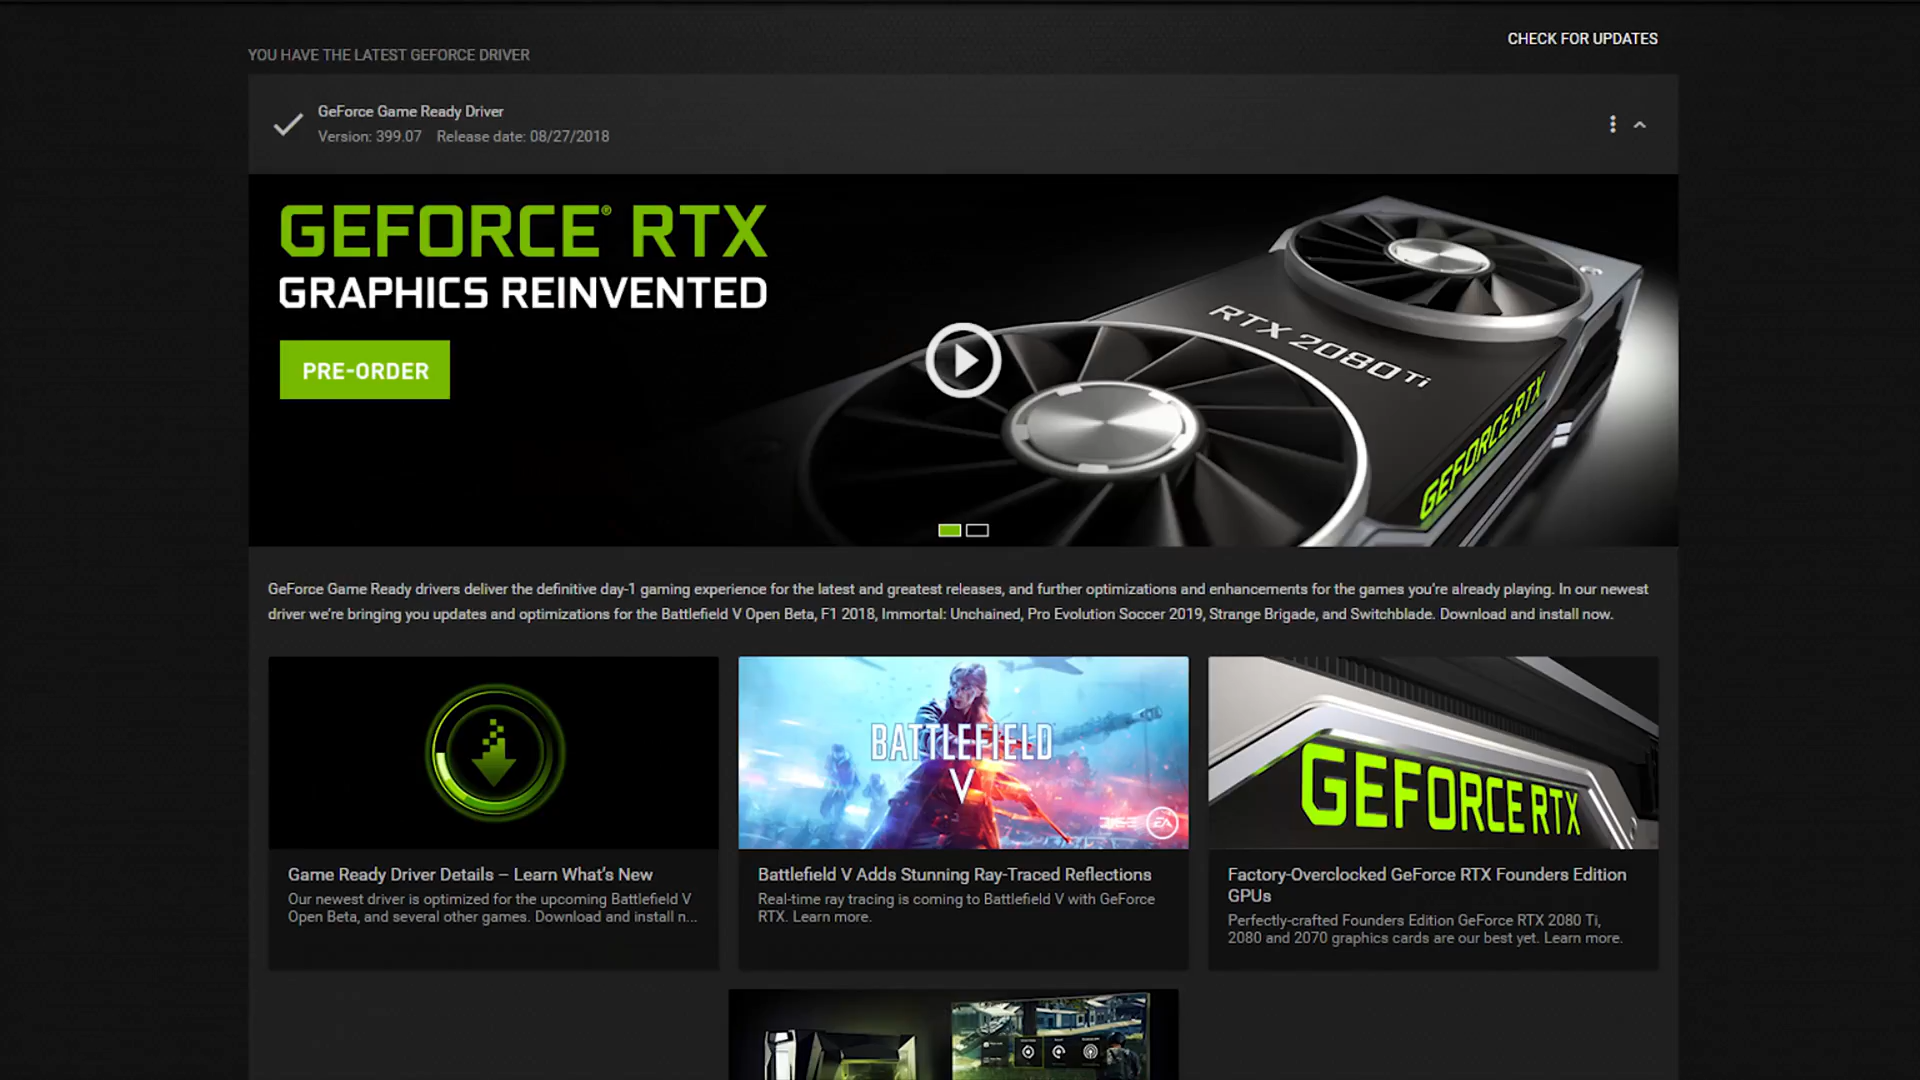 CHECK FOR UPDATES
YOU HAVE THE LATEST GEFORCE DRIVER
GeForce Game Ready Driver
Version: 399.07 Release date: 08/27/2018
GEFORCE® RTX
GRAPHICS REINVENTED
PRE-ORDER
RTX 2080 Ti
GEFORCE RTX
GeForce Game Ready drivers deliver the definitive day-1 gaming experience for the latest and greatest releases, and further optimizations and enhancements for the games you're already playing. In our newest
driver we're bringing you updates and optimizations for the Battlefield V Open Beta, F1 2018, Immortal: Unchained, Pro Evolution Soccer 2019, Strange Brigade, and Switchblade. Download and install now.
BATTLEFIELD
V
DICE EA
GEFORCE RTX
Game Ready Driver Details – Learn What's New
Our newest driver is optimized for the upcoming Battlefield V
Open Beta, and several other games. Download and install n...
Battlefield V Adds Stunning Ray-Traced Reflections
Real-time ray tracing is coming to Battlefield V with GeForce
RTX. Learn more.
Factory-Overclocked GeForce RTX Founders Edition
GPUs
Perfectly-crafted Founders Edition GeForce RTX 2080 Ti,
2080 and 2070 graphics cards are our best yet. Learn more.